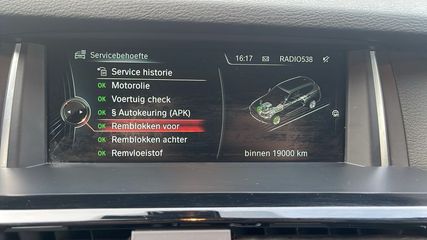 Servicebehoefte
16:17 RADIO538
Service historie
OK Motorolie
OK Voertuig check
OK § Autokeuring (APK)
OK Remblokken voor
OK Remblokken achter
OK Remvloeistof
binnen 19000 km